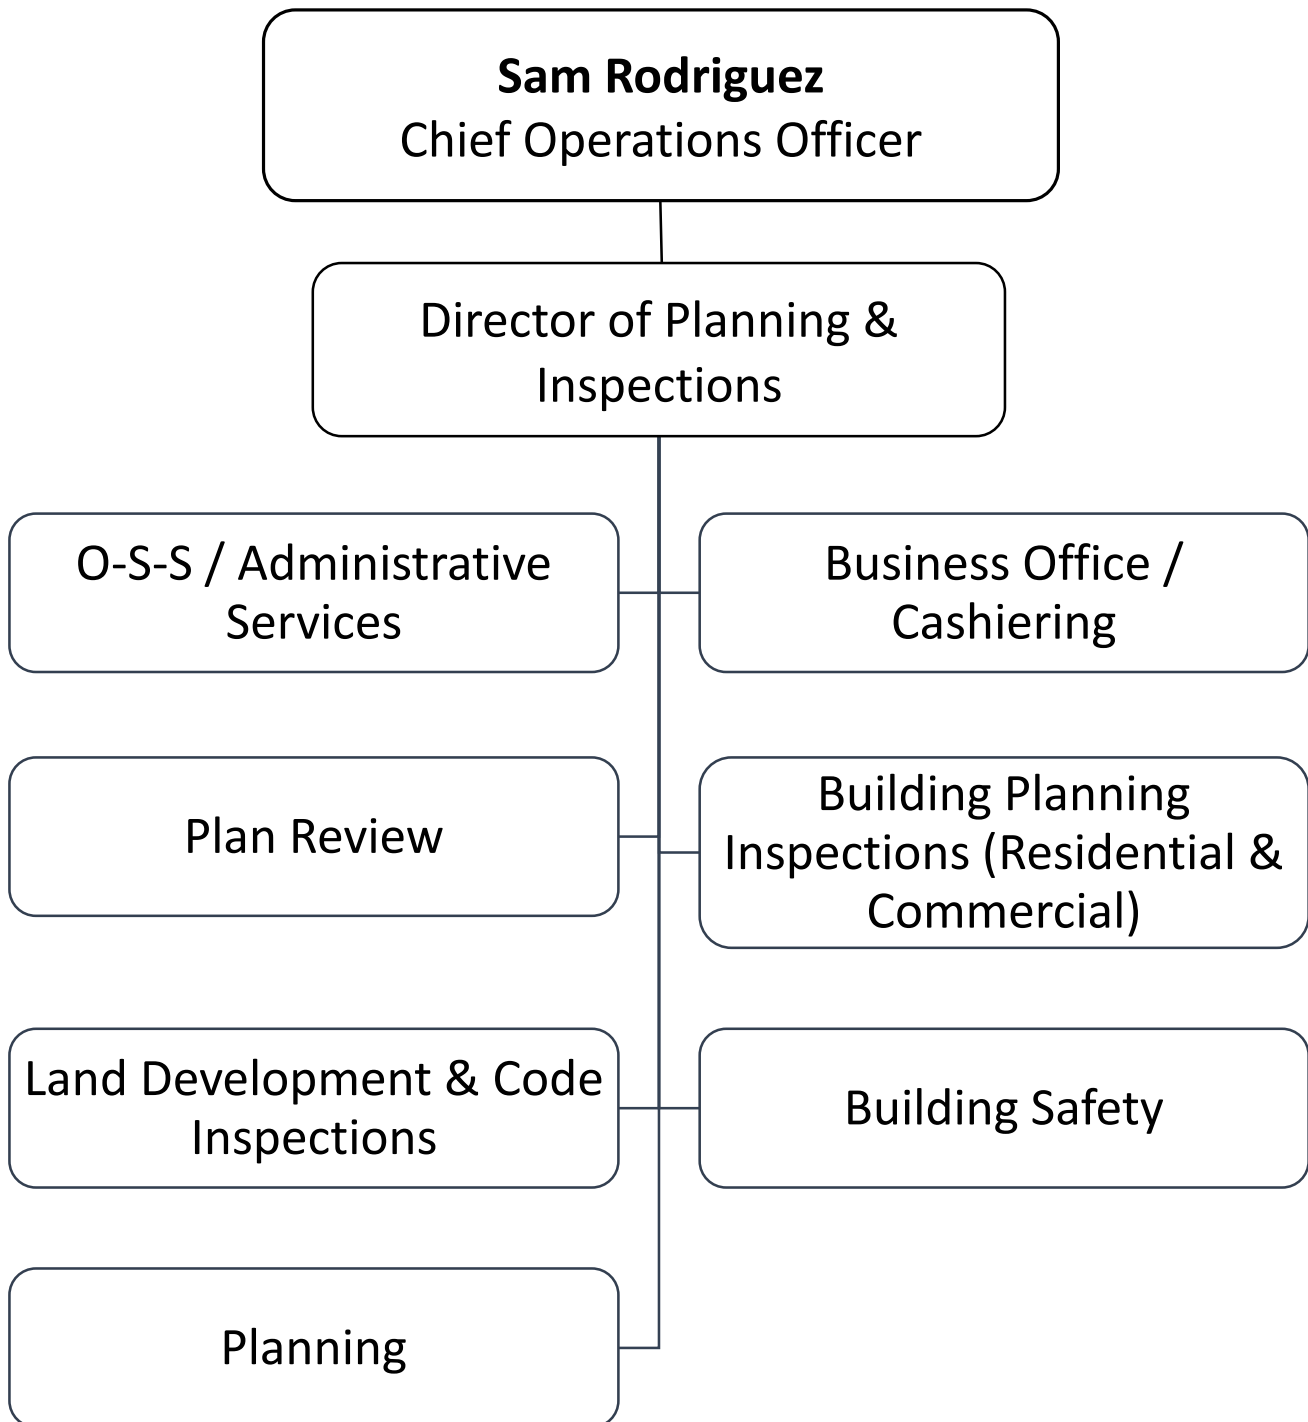 Sam Rodriguez
Chief Operations Officer
Director of Planning &
Inspections
O-S-S / Administrative
Services
Business Office /
Cashiering
Plan Review
Building Planning
Inspections (Residential &
Commercial)
Land Development & Code
Inspections
Building Safety
Planning